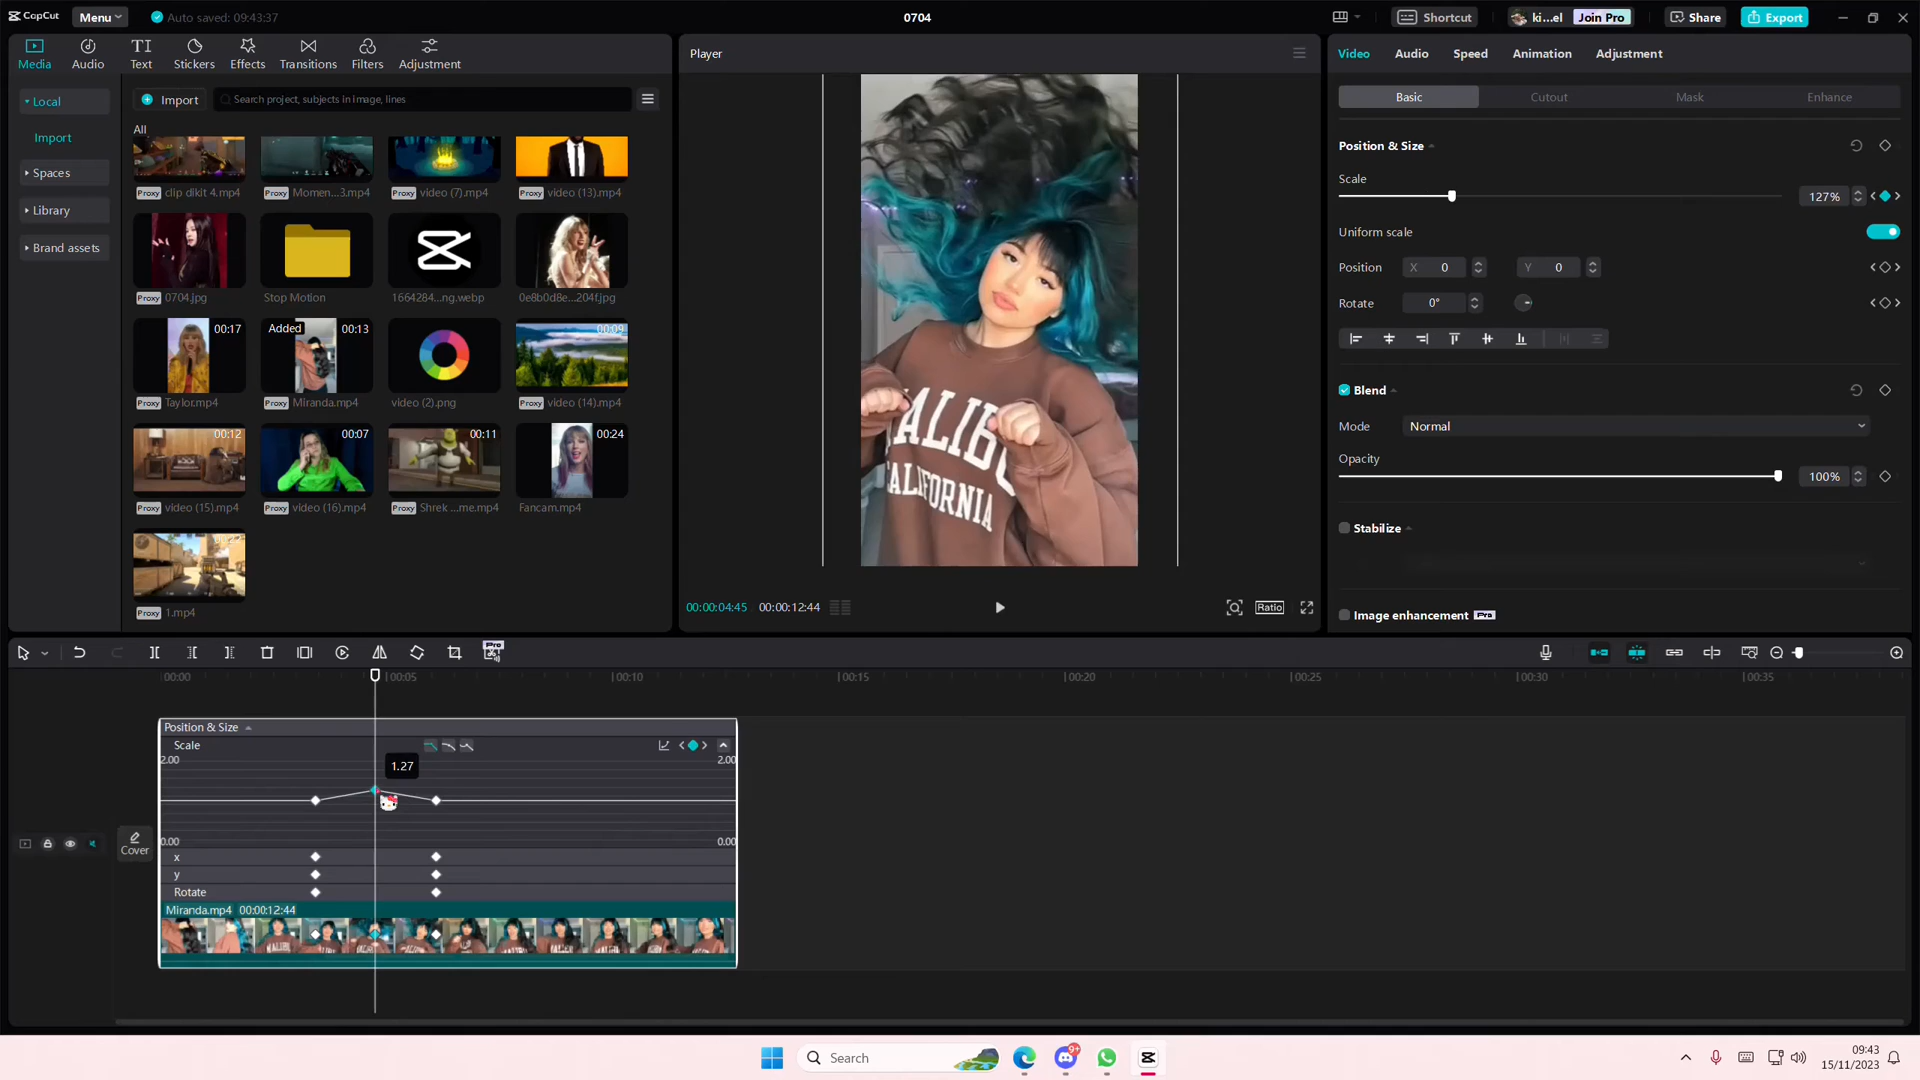 CapCut
Menu
Auto saved: 09:43:37
0704
Shortcut
ki...el
Join Pro
Share
Export
Media
Audio
Text
Stickers
Effects
Transitions
Filters
Adjustment
Local
Import
Spaces
Library
Brand assets
Import
Search project, subjects in image, lines
All
Proxy clip dikit 4.mp4
Proxy Momen...3.mp4
Proxy video (7).mp4
Proxy video (13).mp4
Proxy 0704.jpg
Stop Motion
1664284...ng.webp
0e8b0d8e...204f.jpg
00:17
Added 00:13
00:09
Proxy Taylor.mp4
Proxy Miranda.mp4
video (2).png
Proxy video (14).mp4
00:12
00:07
00:11
00:24
Proxy video (15).mp4
Proxy video (16).mp4
Proxy Shrek ...me.mp4
Fancam.mp4
Proxy 1.mp4
Player
MALIBU
CALIFORNIA
00:00:04:45
00:00:12:44
Ratio
Video
Audio
Speed
Animation
Adjustment
Basic
Cutout
Mask
Enhance
Position & Size
Scale
127%
Uniform scale
Position
X 0
Y 0
Rotate
0°
Blend
Mode
Normal
Opacity
100%
Stabilize
Image enhancement Pro
Pro
00:00
00:05
00:10
00:15
00:20
00:25
00:30
00:35
Position & Size
Scale
2.00
2.00
1.27
0.00
0.00
x
y
Rotate
Cover
Miranda.mp4 00:00:12:44
Search
9+
09:43
15/11/2023